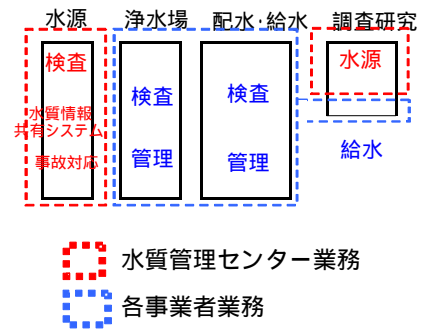 水源 浄水場 配水・給水 調査研究
検査
水質情報
共有システム
事故対応
検査
管理
検査
管理
水源
給水
水質管理センター業務
各事業者業務